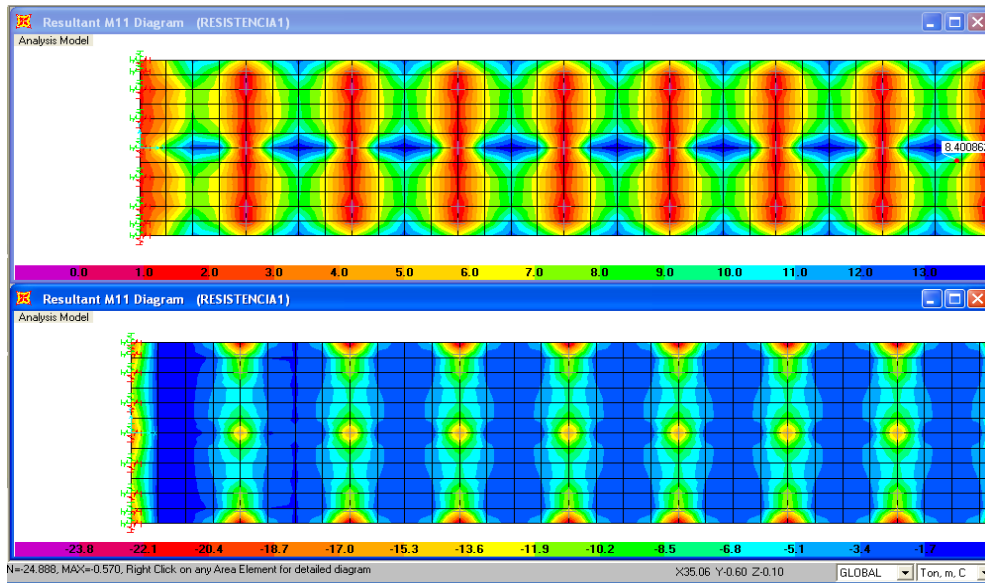 Resultant M11 Diagram (RESISTENCIA1)
Analysis Model
8.40086
0.0 1.0 2.0 3.0 4.0 5.0 6.0 7.0 8.0 9.0 10.0 11.0 12.0 13.0
Resultant M11 Diagram (RESISTENCIA1)
Analysis Model
-23.8 -22.1 -20.4 -18.7 -17.0 -15.3 -13.6 -11.9 -10.2 -8.5 -6.8 -5.1 -3.4 -1.7
N=-24.888, MAX=-0.570, Right Click on any Area Element for detailed diagram X35.06 Y-0.60 Z-0.10 GLOBAL Ton, m, C